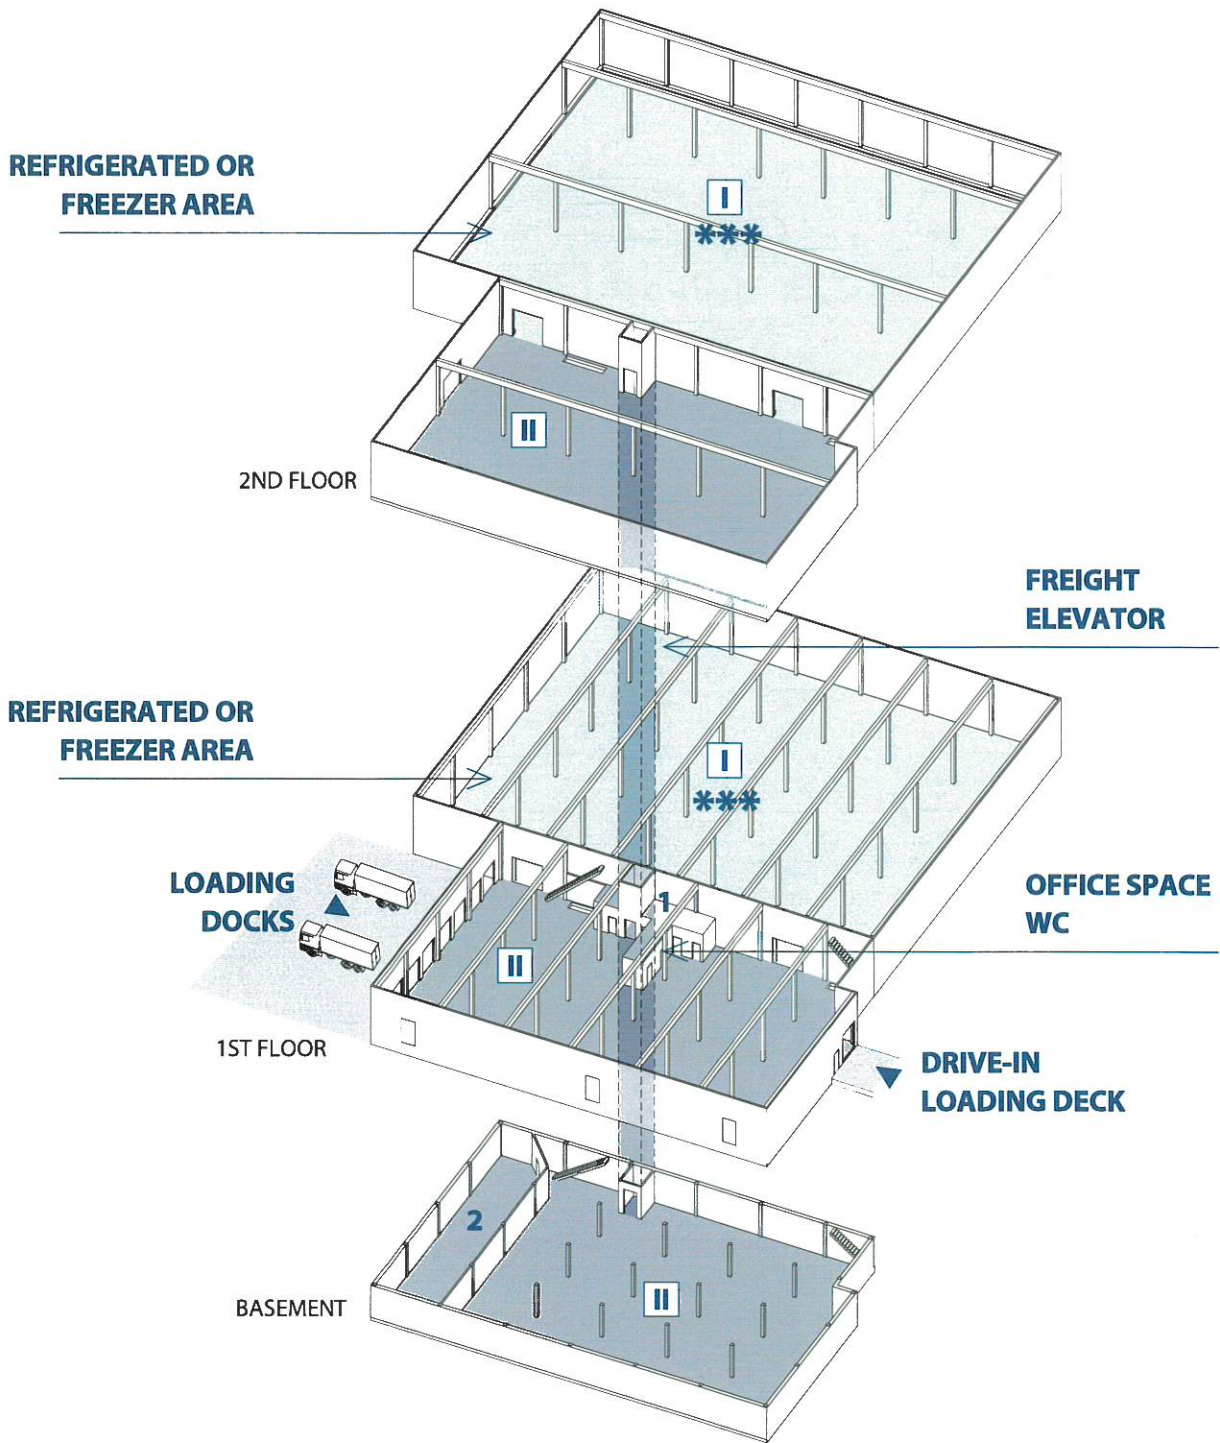 REFRIGERATED OR
FREEZER AREA
I
***
II
2ND FLOOR
FREIGHT
ELEVATOR
REFRIGERATED OR
FREEZER AREA
I
***
LOADING
DOCKS
1
OFFICE SPACE
WC
II
1ST FLOOR
DRIVE-IN
LOADING DECK
2
II
BASEMENT